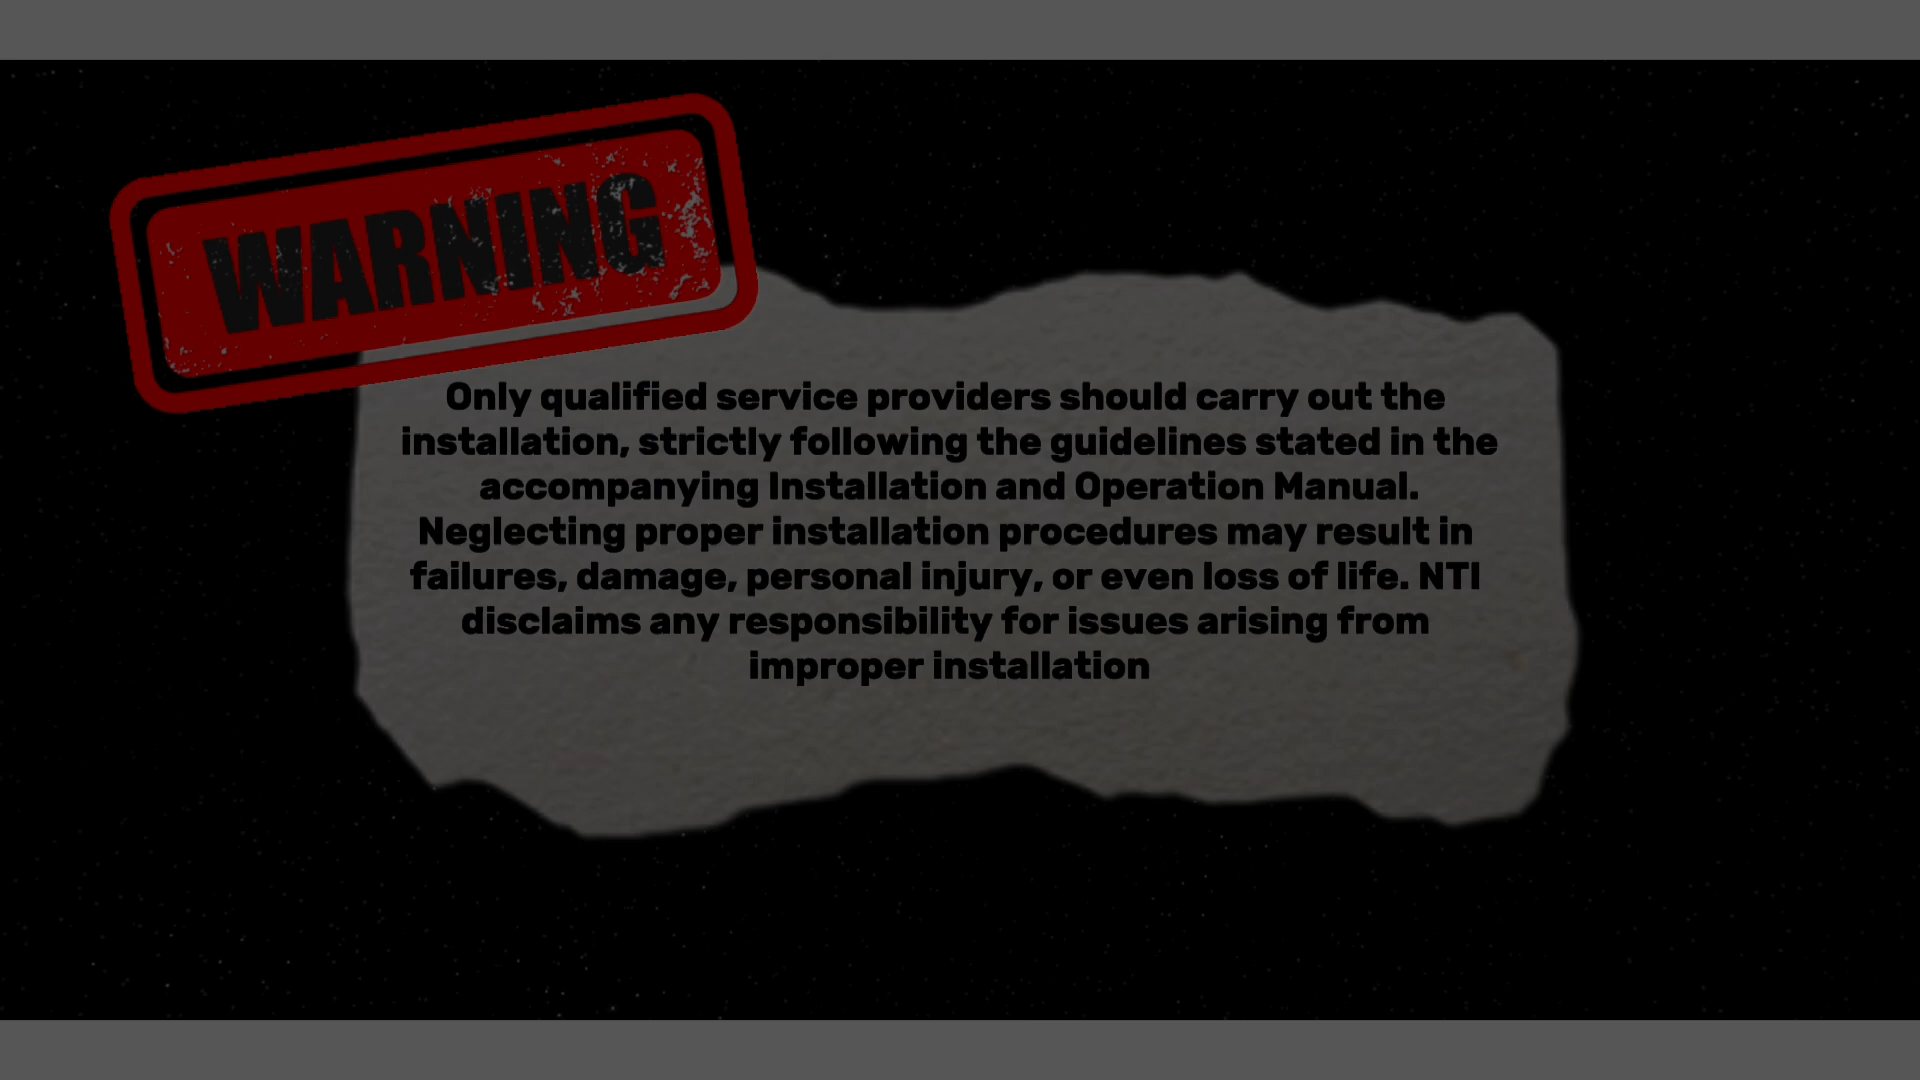 WARNING
Only qualified service providers should carry out the
installation, strictly following the guidelines stated in the
accompanying Installation and Operation Manual.
Neglecting proper installation procedures may result in
failures, damage, personal injury, or even loss of life. NTI
disclaims any responsibility for issues arising from
improper installation